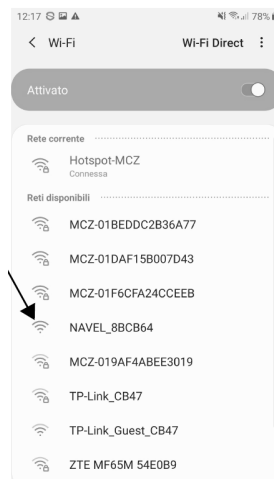 12:17 78%
Wi-Fi Wi-Fi Direct
Attivato
Rete corrente
Hotspot-MCZ
Connessa
Reti disponibili
MCZ-01BEDDC2B36A77
MCZ-01DAF15B007D43
MCZ-01F6CFA24CCEEB
NAVEL_8BCB64
MCZ-019AF4ABEE3019
TP-Link_CB47
TP-Link_Guest_CB47
ZTE MF65M 54E0B9